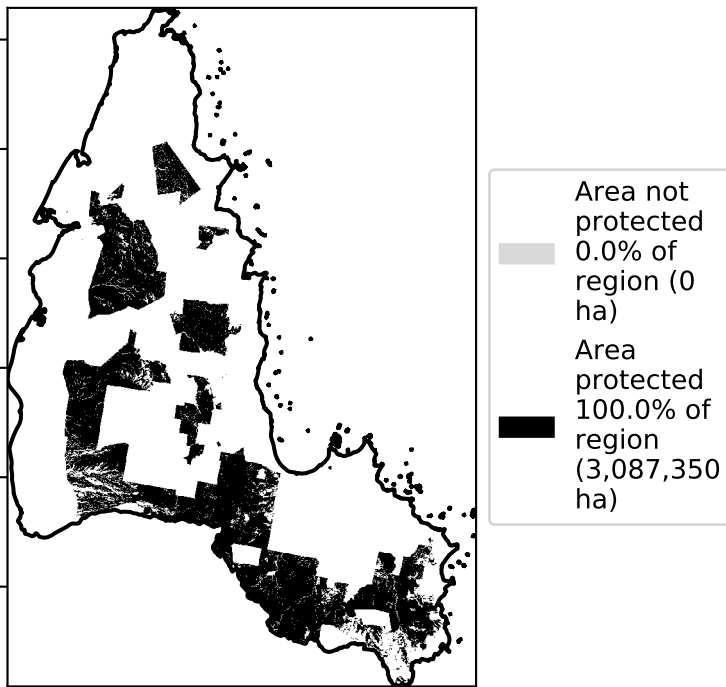 Area not
protected
0.0% of
region (0
ha)
Area
protected
100.0% of
region
(3,087,350
ha)